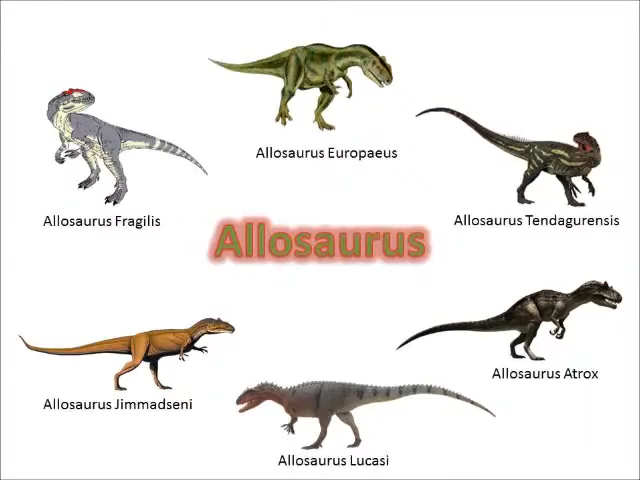 Allosaurus Europaeus
Allosaurus Fragilis
Allosaurus Tendagurensis
Allosaurus
Allosaurus Atrox
Allosaurus Jimmadseni
Allosaurus Lucasi